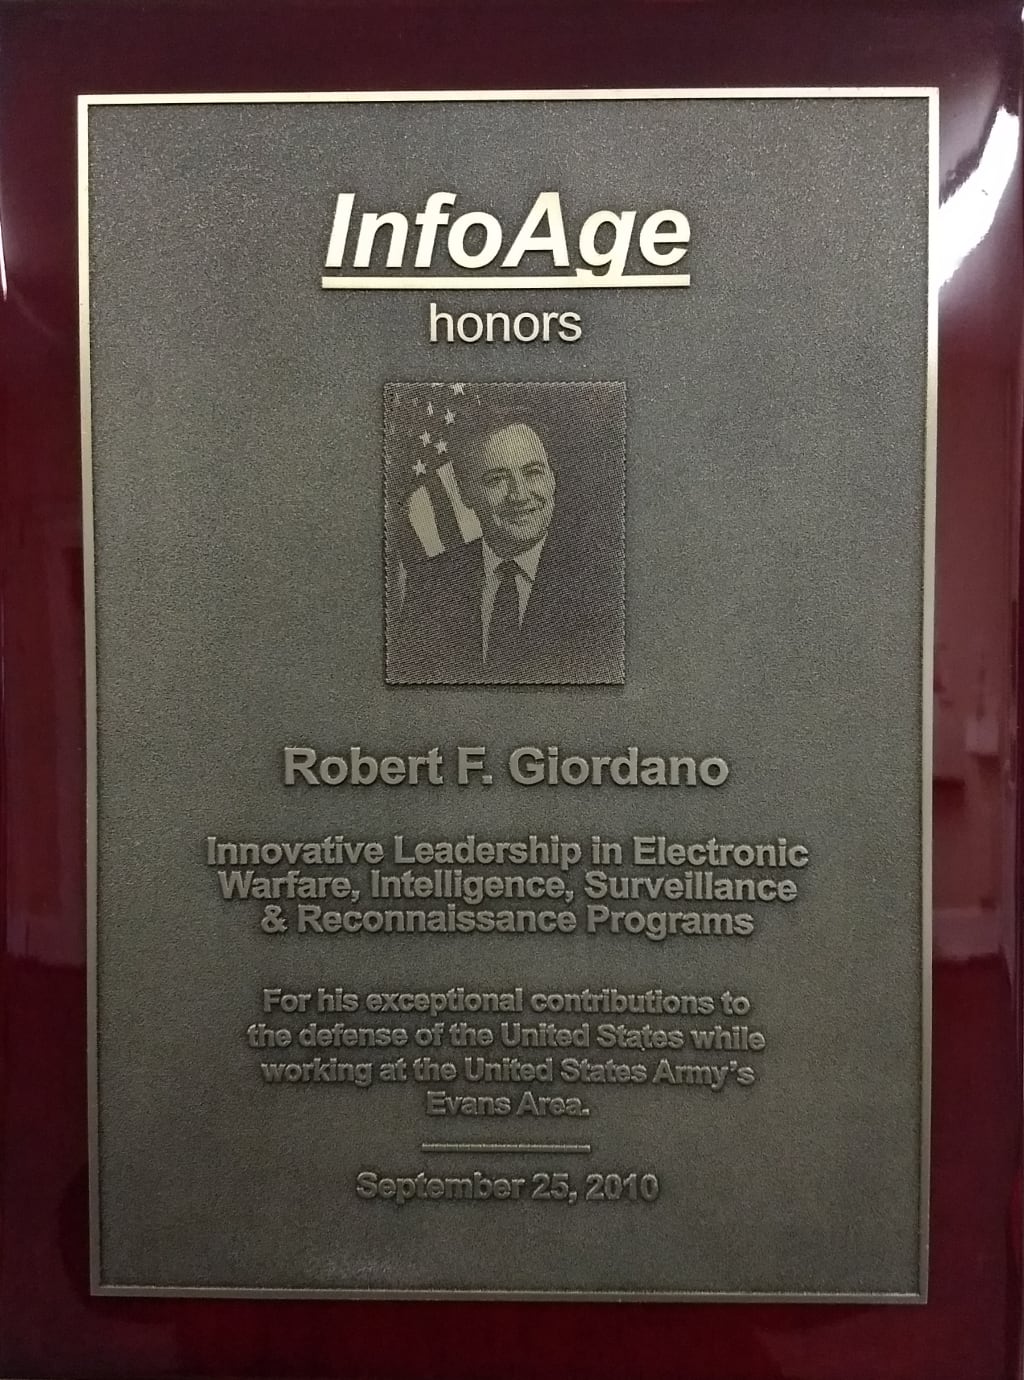 InfoAge
honors
Robert F. Giordano
Innovative Leadership in Electronic
Warfare, Intelligence, Surveillance
& Reconnaissance Programs
For his exceptional contributions to
the defense of the United States while
working at the United States Army's
Evans Area.
September 25, 2010